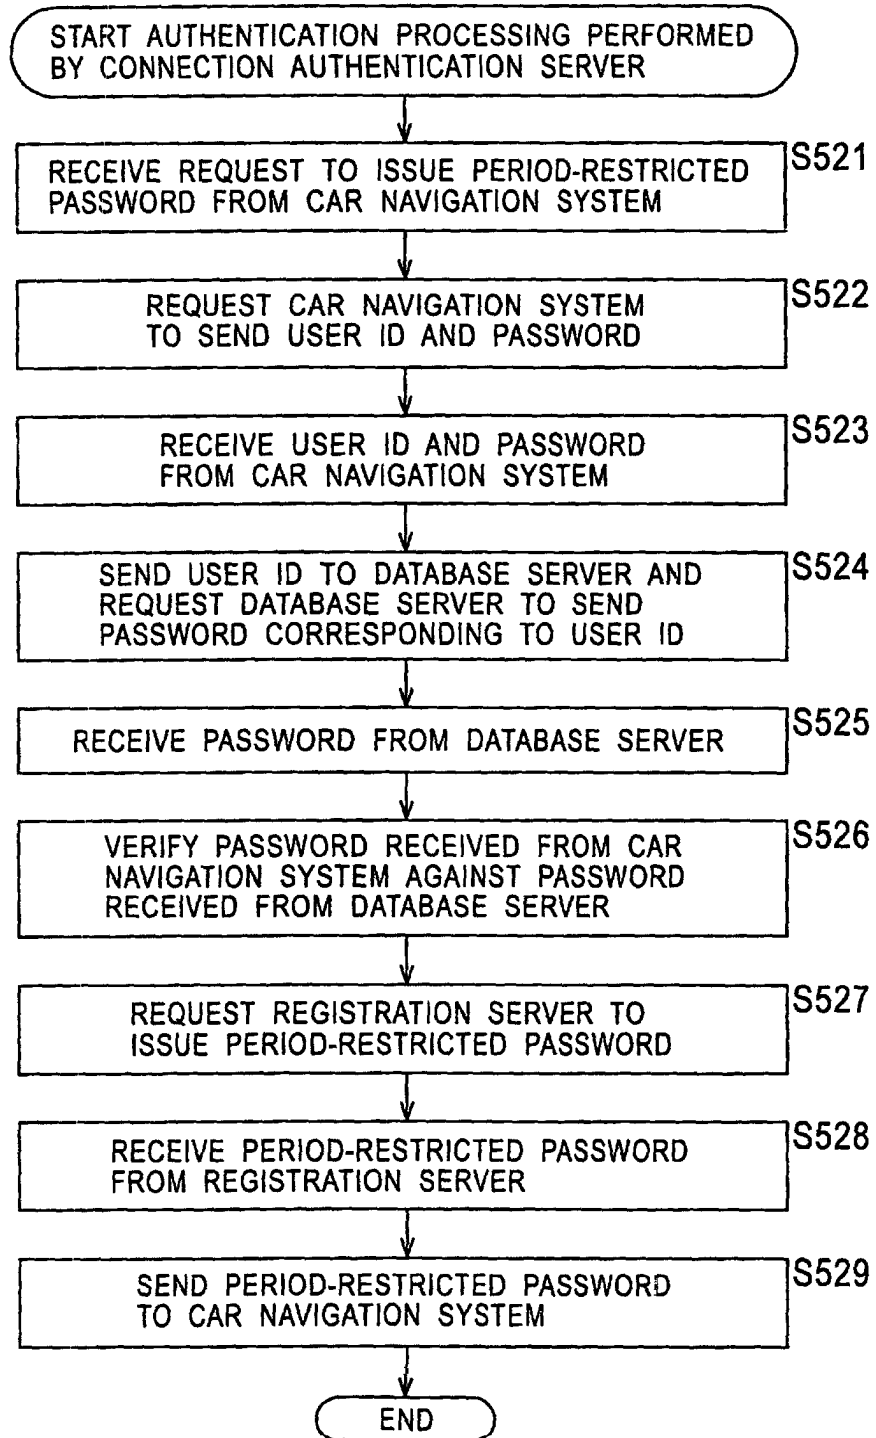 START AUTHENTICATION PROCESSING PERFORMED
BY CONNECTION AUTHENTICATION SERVER
S521
RECEIVE REQUEST TO ISSUE PERIOD-RESTRICTED
PASSWORD FROM CAR NAVIGATION SYSTEM
S522
REQUEST CAR NAVIGATION SYSTEM
TO SEND USER ID AND PASSWORD
S523
RECEIVE USER ID AND PASSWORD
FROM CAR NAVIGATION SYSTEM
S524
SEND USER ID TO DATABASE SERVER AND
REQUEST DATABASE SERVER TO SEND
PASSWORD CORRESPONDING TO USER ID
S525
RECEIVE PASSWORD FROM DATABASE SERVER
S526
VERIFY PASSWORD RECEIVED FROM CAR
NAVIGATION SYSTEM AGAINST PASSWORD
RECEIVED FROM DATABASE SERVER
S527
REQUEST REGISTRATION SERVER TO
ISSUE PERIOD-RESTRICTED PASSWORD
S528
RECEIVE PERIOD-RESTRICTED PASSWORD
FROM REGISTRATION SERVER
S529
SEND PERIOD-RESTRICTED PASSWORD
TO CAR NAVIGATION SYSTEM
END